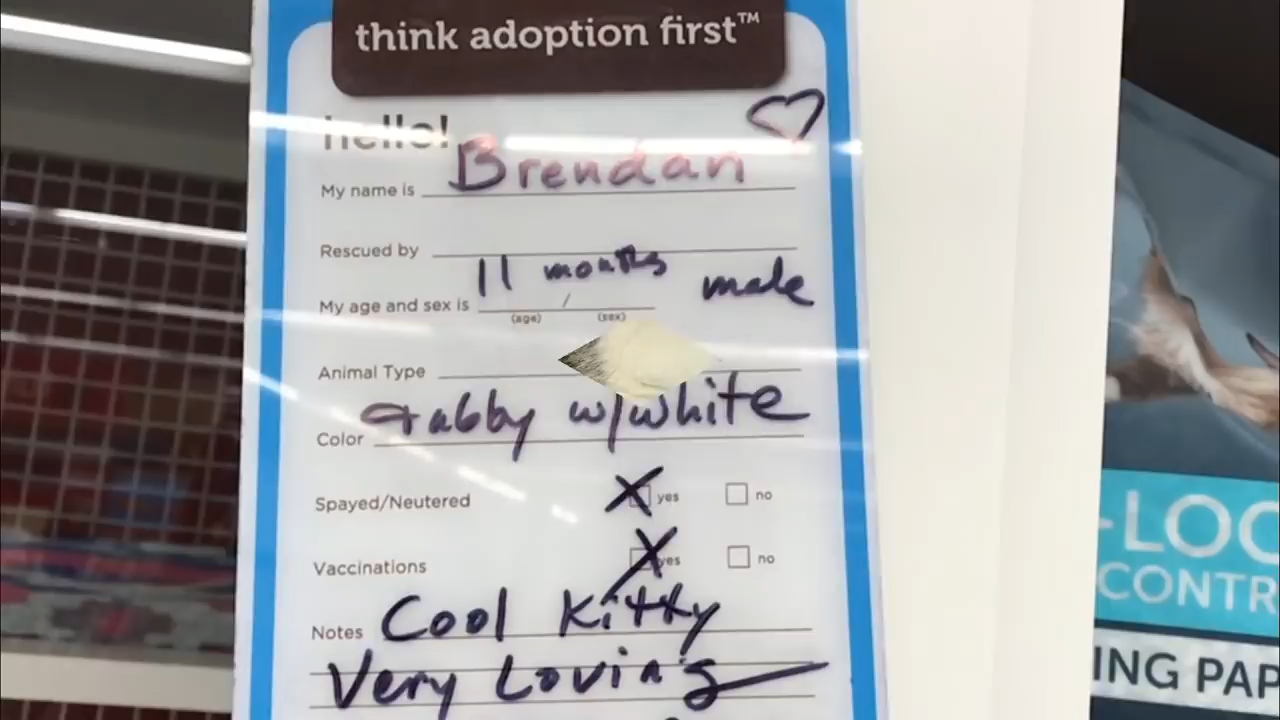 think adoption first™
hello!
My name is Brendan
Rescued by
11 months male
My age and sex is /
(age) (sex)
Animal Type
Color tabby w/white
Spayed/Neutered X yes no
Vaccinations X yes no
Notes Cool Kitty
Very Loving
-LOC
CONTR
ING PAP